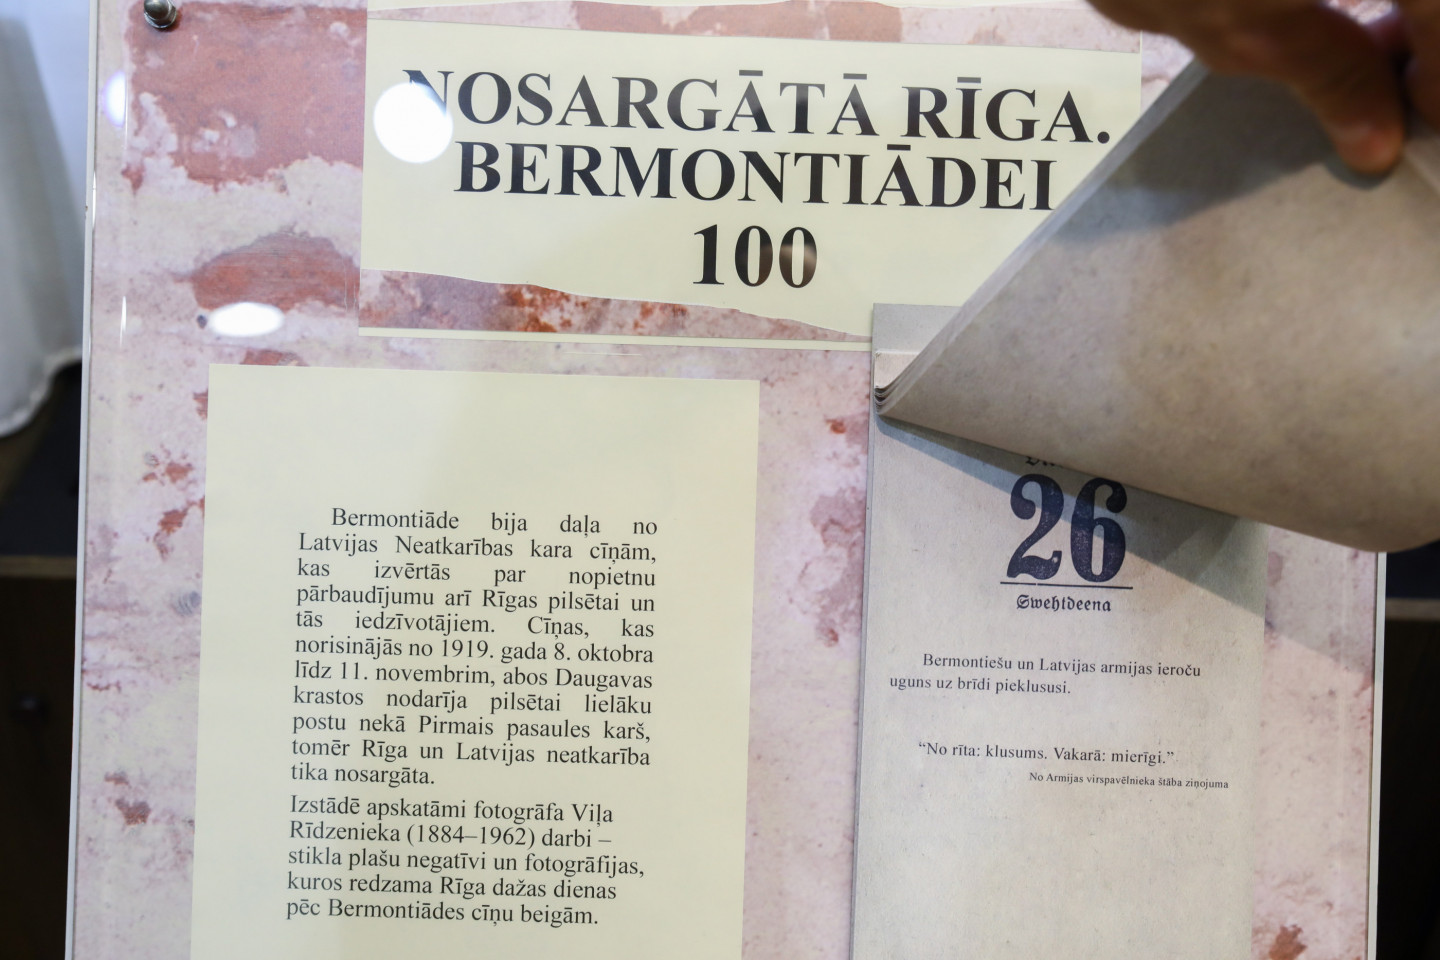 NOSARGĀTĀ RĪGA.
BERMONTIĀDEI
100
Bermontiāde bija daļa no
Latvijas Neatkarības kara cīņām,
kas izvērtās par nopietnu
pārbaudījumu arī Rīgas pilsētai un
tās iedzīvotājiem. Cīņas, kas
norisinājās no 1919. gada 8. oktobra
līdz 11. novembrim, abos Daugavas
krastos nodarīja pilsētai lielāku
postu nekā Pirmais pasaules karš,
tomēr Rīga un Latvijas neatkarība
tika nosargāta.
Izstādē apskatāmi fotogrāfa Viļa
Rīdzenieka (1884–1962) darbi –
stikla plašu negatīvi un fotogrāfijas,
kuros redzama Rīga dažas dienas
pēc Bermontiādes cīņu beigām.
26
Swehtdeena
Bermontiešu un Latvijas armijas ieroču
uguns uz brīdi pieklususi.
“No rīta: klusums. Vakarā: mierīgi.”
No Armijas virspavēlnieka štāba ziņojuma